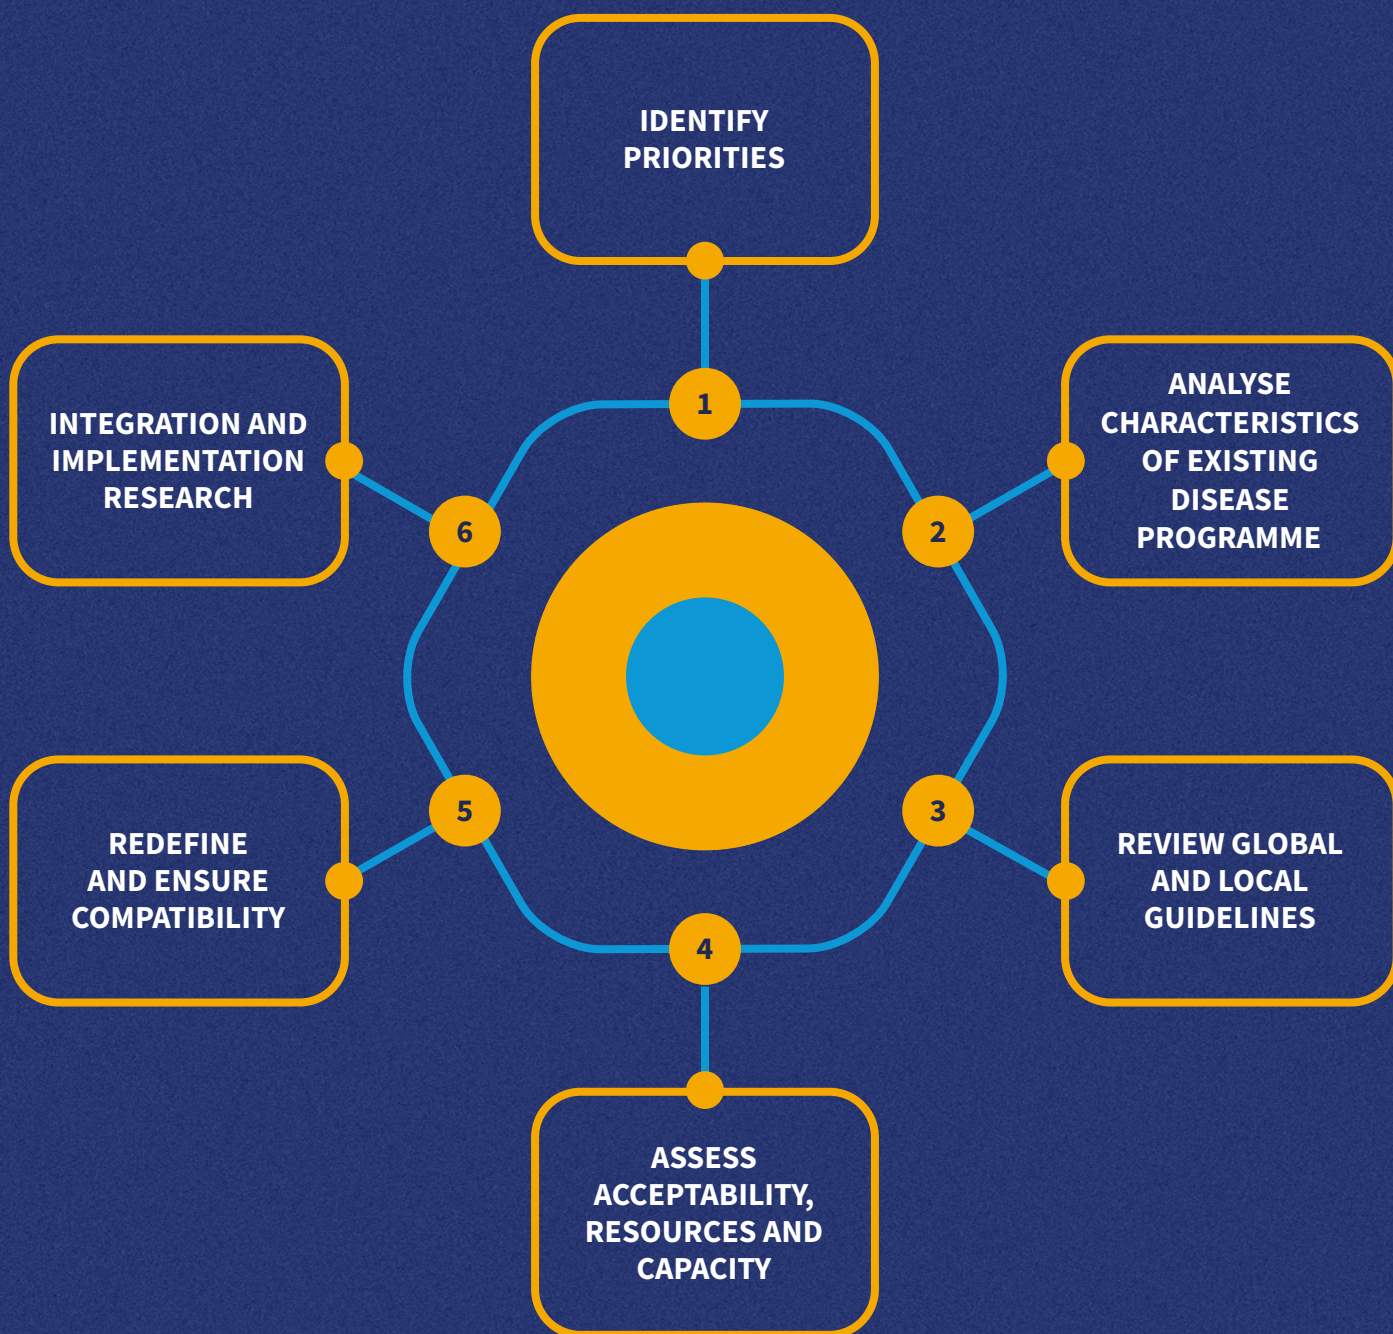 IDENTIFY
PRIORITIES
1
ANALYSE
CHARACTERISTICS
OF EXISTING
DISEASE
PROGRAMME
2
REVIEW GLOBAL
AND LOCAL
GUIDELINES
3
4
ASSESS
ACCEPTABILITY,
RESOURCES AND
CAPACITY
5
REDEFINE
AND ENSURE
COMPATIBILITY
6
INTEGRATION AND
IMPLEMENTATION
RESEARCH